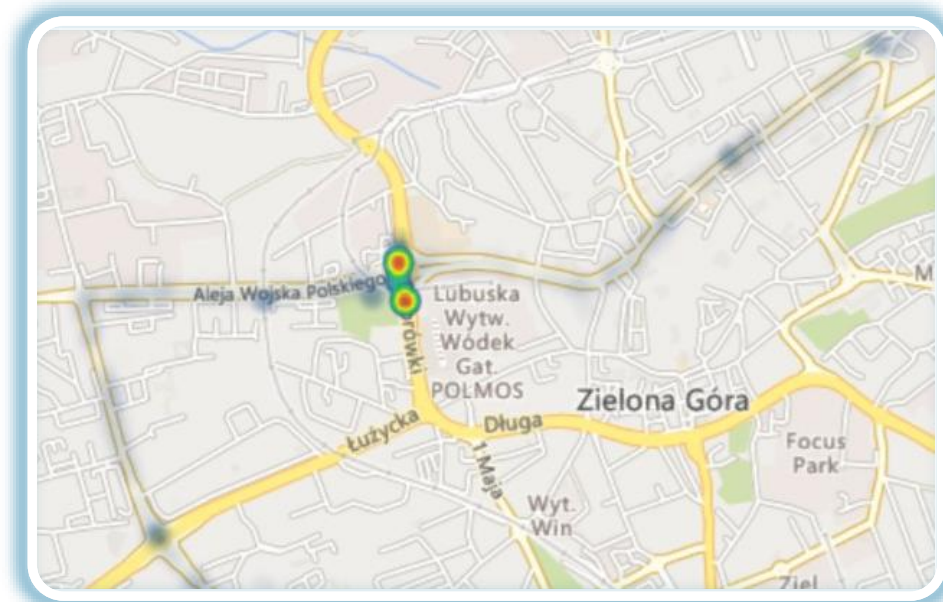 Aleja Wojska Polskiego
Lubuska
Wytw.
Wódek
Gat.
POLMOS
Zielona Góra
Łużycka
Długa
1 Maja
Focus
Park
Wyt.
Win